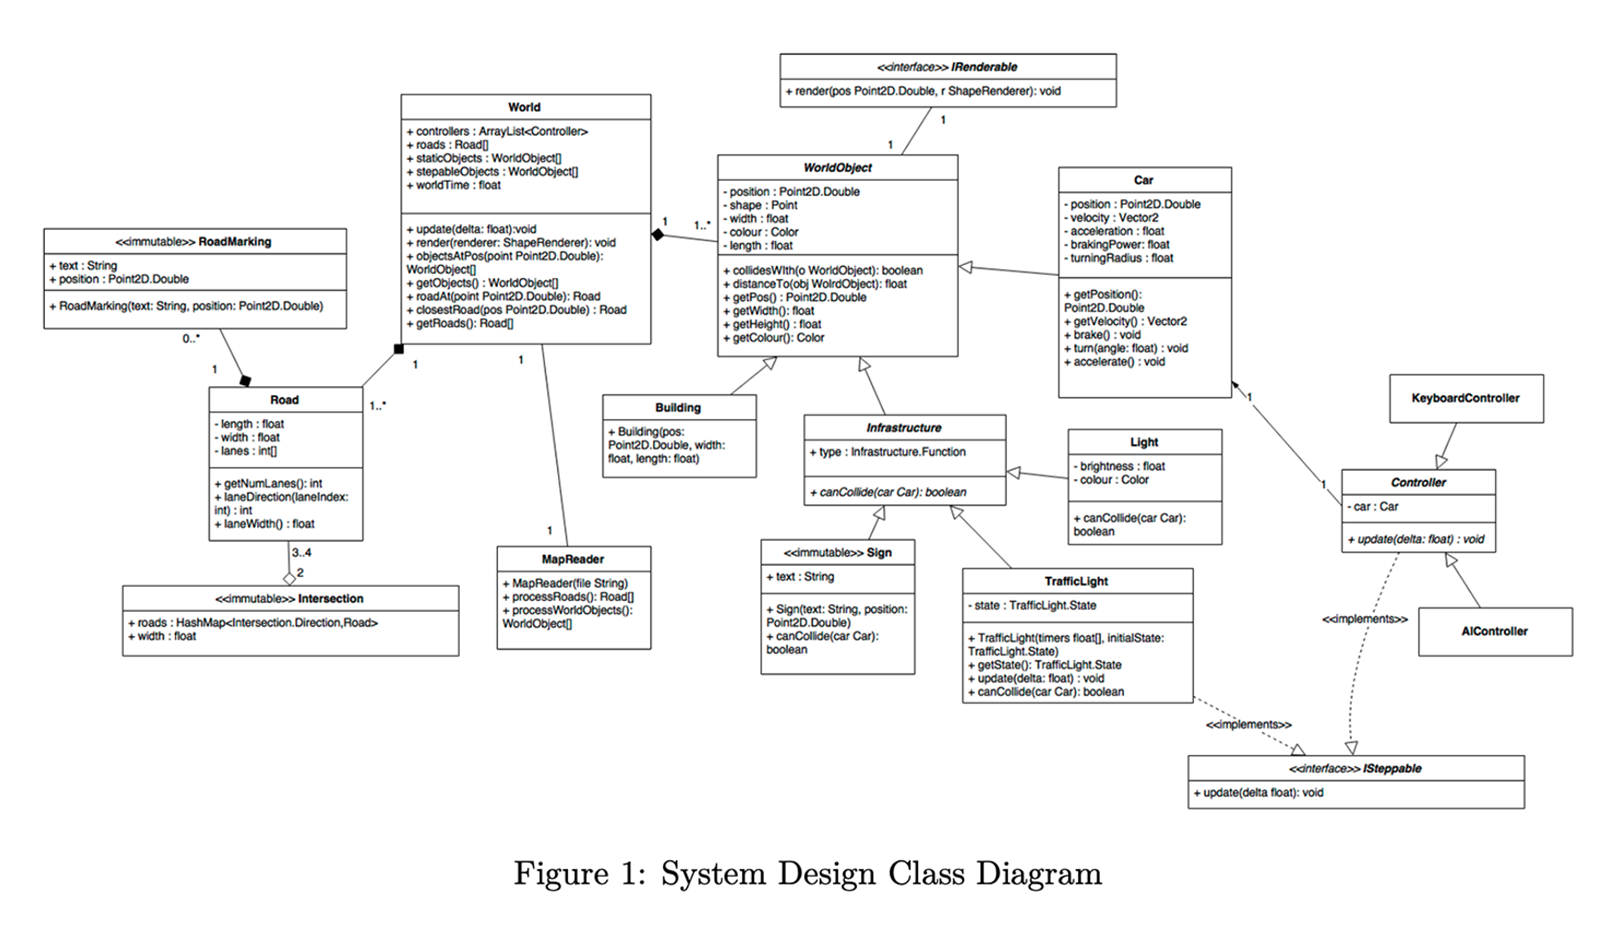 <<interface>> IRenderable
+ render(pos Point2D.Double, r ShapeRenderer): void
1
1
World
+ controllers : ArrayList<Controller>
+ roads : Road[]
+ staticObjects : WorldObject[]
+ stepableObjects : WorldObject[]
+ worldTime : float
+ update(delta: float):void
+ render(renderer: ShapeRenderer): void
+ objectsAtPos(point Point2D.Double):
WorldObject[]
+ getObjects() : WorldObject[]
+ roadAt(point Point2D.Double): Road
+ closestRoad(pos Point2D.Double) : Road
+ getRoads(): Road[]
1
1..*
WorldObject
- position : Point2D.Double
- shape : Point
- width : float
- colour : Color
- length : float
+ collidesWIth(o WorldObject): boolean
+ distanceTo(obj WolrdObject): float
+ getPos() : Point2D.Double
+ getWidth(): float
+ getHeight() : float
+ getColour(): Color
Car
- position : Point2D.Double
- velocity : Vector2
- acceleration : float
- brakingPower: float
- turningRadius : float
+ getPosition():
Point2D.Double
+ getVelocity() : Vector2
+ brake() : void
+ turn(angle: float) : void
+ accelerate() : void
<<immutable>> RoadMarking
+ text : String
+ position : Point2D.Double
+ RoadMarking(text: String, position: Point2D.Double)
0..*
1
1
1..*
1
1
Road
- length : float
- width : float
- lanes : int[]
+ getNumLanes(): int
+ laneDirection(laneIndex:
int) : int
+ laneWidth() : float
3..4
2
<<immutable>> Intersection
+ roads : HashMap<Intersection.Direction,Road>
+ width : float
MapReader
+ MapReader(file String)
+ processRoads(): Road[]
+ processWorldObjects():
WorldObject[]
Building
+ Building(pos:
Point2D.Double, width:
float, length: float)
Infrastructure
+ type : Infrastructure.Function
+ canCollide(car Car): boolean
Light
- brightness : float
- colour : Color
+ canCollide(car Car):
boolean
<<immutable>> Sign
+ text : String
+ Sign(text: String, position:
Point2D.Double)
+ canCollide(car Car):
boolean
TrafficLight
- state : TrafficLight.State
+ TrafficLight(timers float[], initialState:
TrafficLight.State)
+ getState(): TrafficLight.State
+ update(delta: float) : void
+ canCollide(car Car): boolean
1
1
KeyboardController
Controller
- car : Car
+ update(delta: float) : void
AIController
<<implements>>
<<implements>>
<<interface>> ISteppable
+ update(delta float): void
Figure 1: System Design Class Diagram